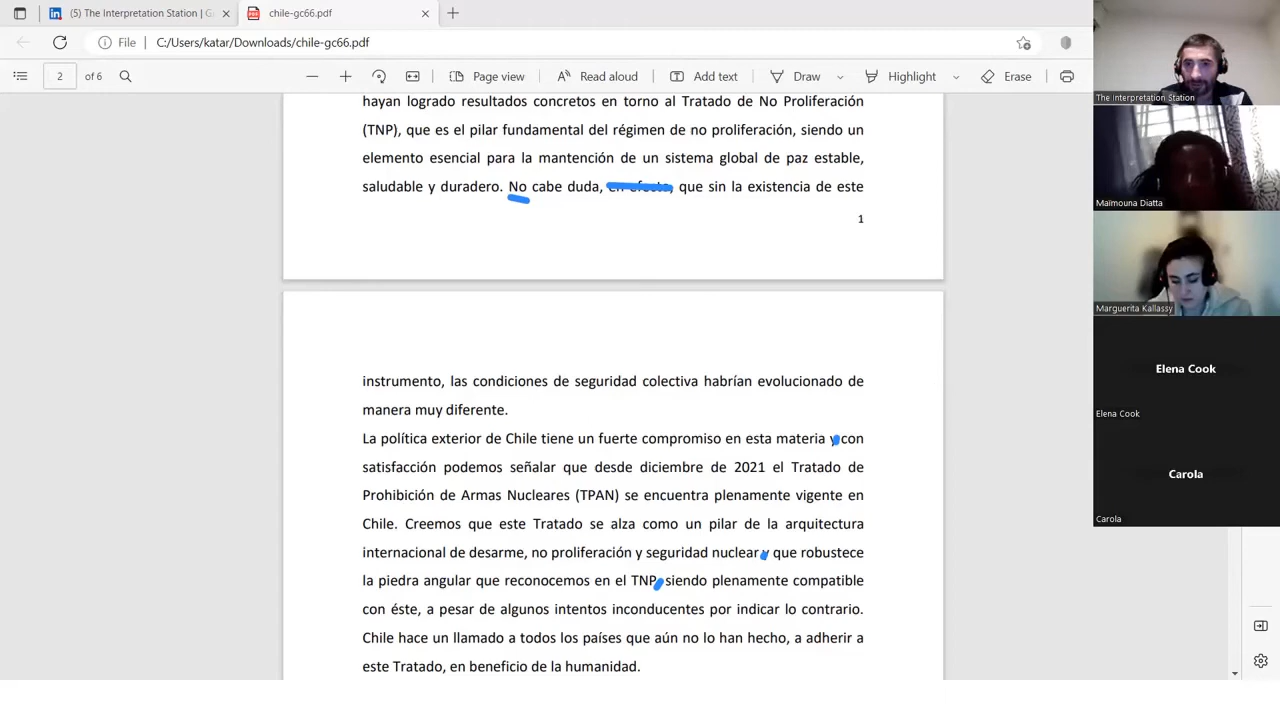 (5) The Interpretation Station | G
chile-gc66.pdf
File
C:/Users/katar/Downloads/chile-gc66.pdf
2 of 6
Page view
Read aloud
Add text
Draw
Highlight
Erase
hayan logrado resultados concretos en torno al Tratado de No Proliferación
(TNP), que es el pilar fundamental del régimen de no proliferación, siendo un
elemento esencial para la mantención de un sistema global de paz estable,
saludable y duradero. No cabe duda, en efecto, que sin la existencia de este
1
instrumento, las condiciones de seguridad colectiva habrían evolucionado de
manera muy diferente.
La política exterior de Chile tiene un fuerte compromiso en esta materia y con
satisfacción podemos señalar que desde diciembre de 2021 el Tratado de
Prohibición de Armas Nucleares (TPAN) se encuentra plenamente vigente en
Chile. Creemos que este Tratado se alza como un pilar de la arquitectura
internacional de desarme, no proliferación y seguridad nuclear y que robustece
la piedra angular que reconocemos en el TNP, siendo plenamente compatible
con éste, a pesar de algunos intentos inconducentes por indicar lo contrario.
Chile hace un llamado a todos los países que aún no lo han hecho, a adherir a
este Tratado, en beneficio de la humanidad.
The Interpretation Station
Maïmouna Diatta
Marguerita Kallassy
Elena Cook
Elena Cook
Carola
Carola